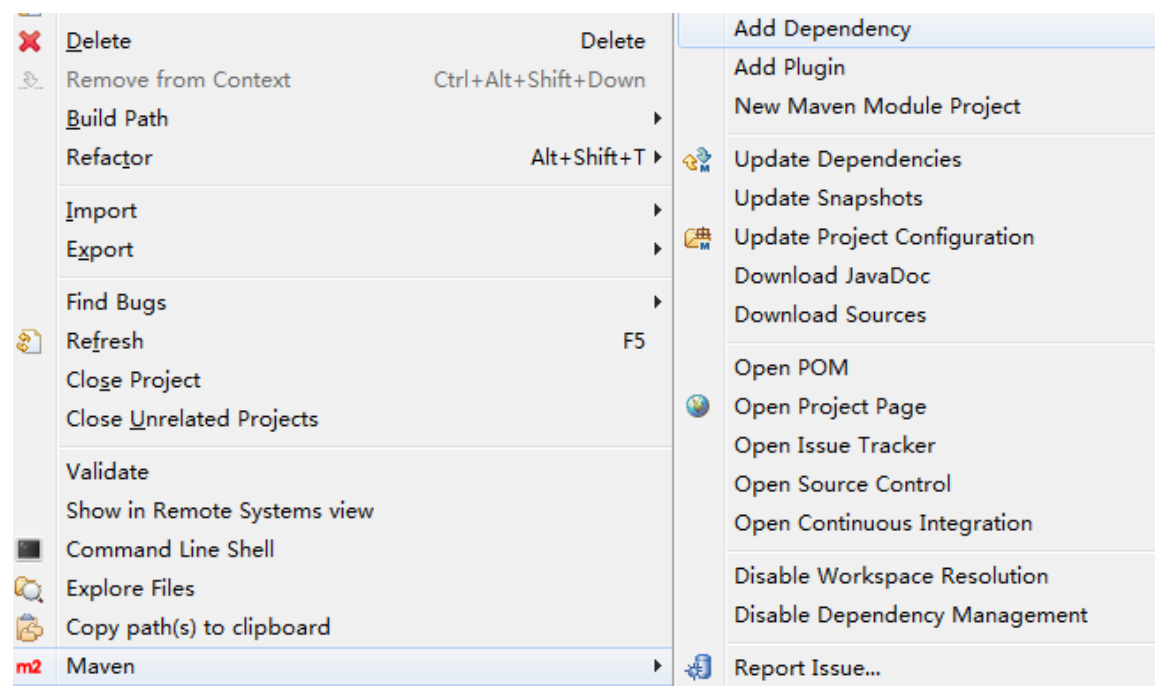 Delete Delete
Remove from Context Ctrl+Alt+Shift+Down
Build Path
Refactor Alt+Shift+T
Import
Export
Find Bugs
Refresh F5
Close Project
Close Unrelated Projects
Validate
Show in Remote Systems view
Command Line Shell
Explore Files
Copy path(s) to clipboard
m2 Maven
Add Dependency
Add Plugin
New Maven Module Project
Update Dependencies
Update Snapshots
Update Project Configuration
Download JavaDoc
Download Sources
Open POM
Open Project Page
Open Issue Tracker
Open Source Control
Open Continuous Integration
Disable Workspace Resolution
Disable Dependency Management
Report Issue...